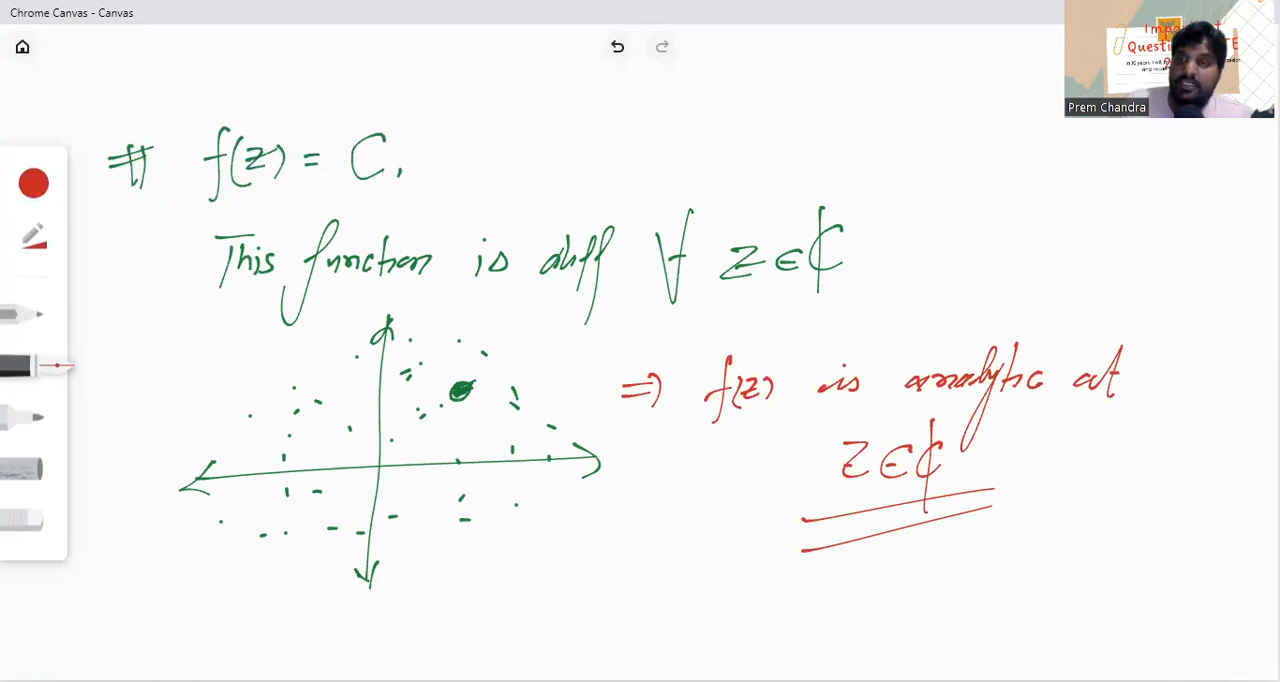 Chrome Canvas - Canvas
Prem Chandra
# f(z) = C,
This function is diff ∀ z ∈ ℂ
⇒ f(z) is analytic at
z ∈ ℂ